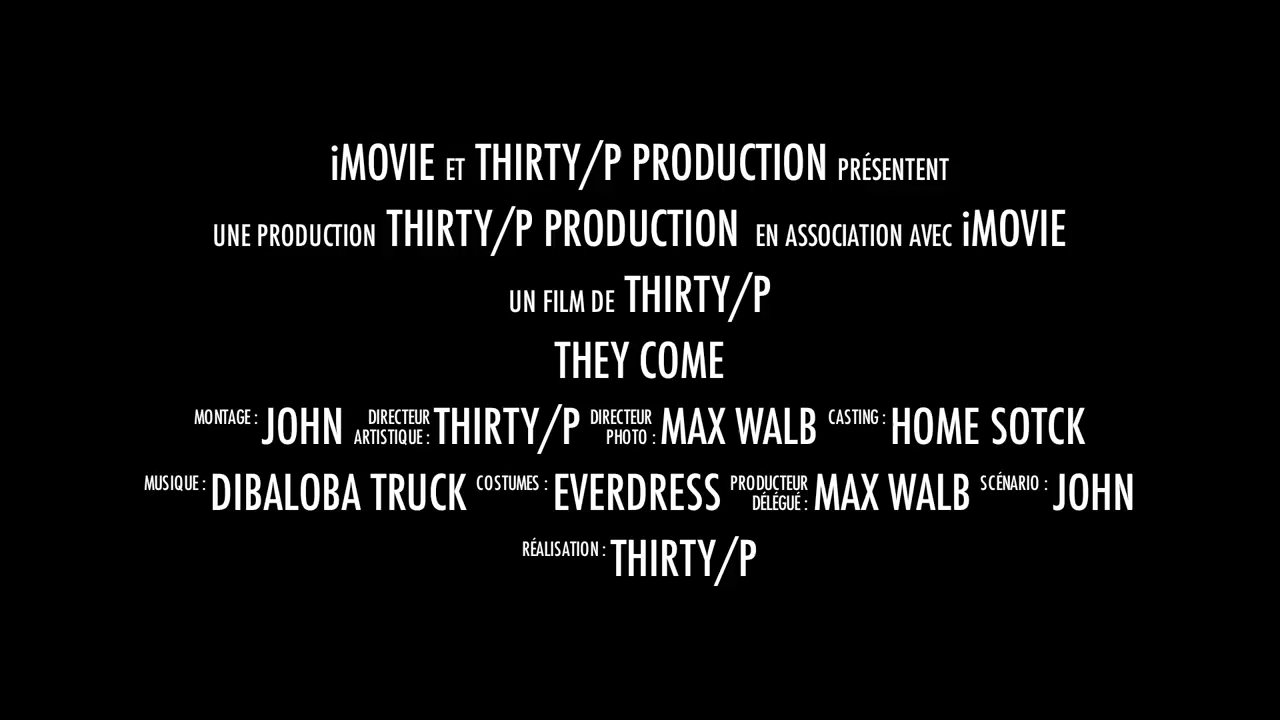 iMOVIE ET THIRTY/P PRODUCTION PRÉSENTENT
UNE PRODUCTION THIRTY/P PRODUCTION EN ASSOCIATION AVEC iMOVIE
UN FILM DE THIRTY/P
THEY COME
MONTAGE : JOHN DIRECTEUR ARTISTIQUE : THIRTY/P DIRECTEUR PHOTO : MAX WALB CASTING : HOME SOTCK
MUSIQUE : DIBALOBA TRUCK COSTUMES : EVERDRESS PRODUCTEUR DÉLÉGUÉ : MAX WALB SCÉNARIO : JOHN
RÉALISATION : THIRTY/P